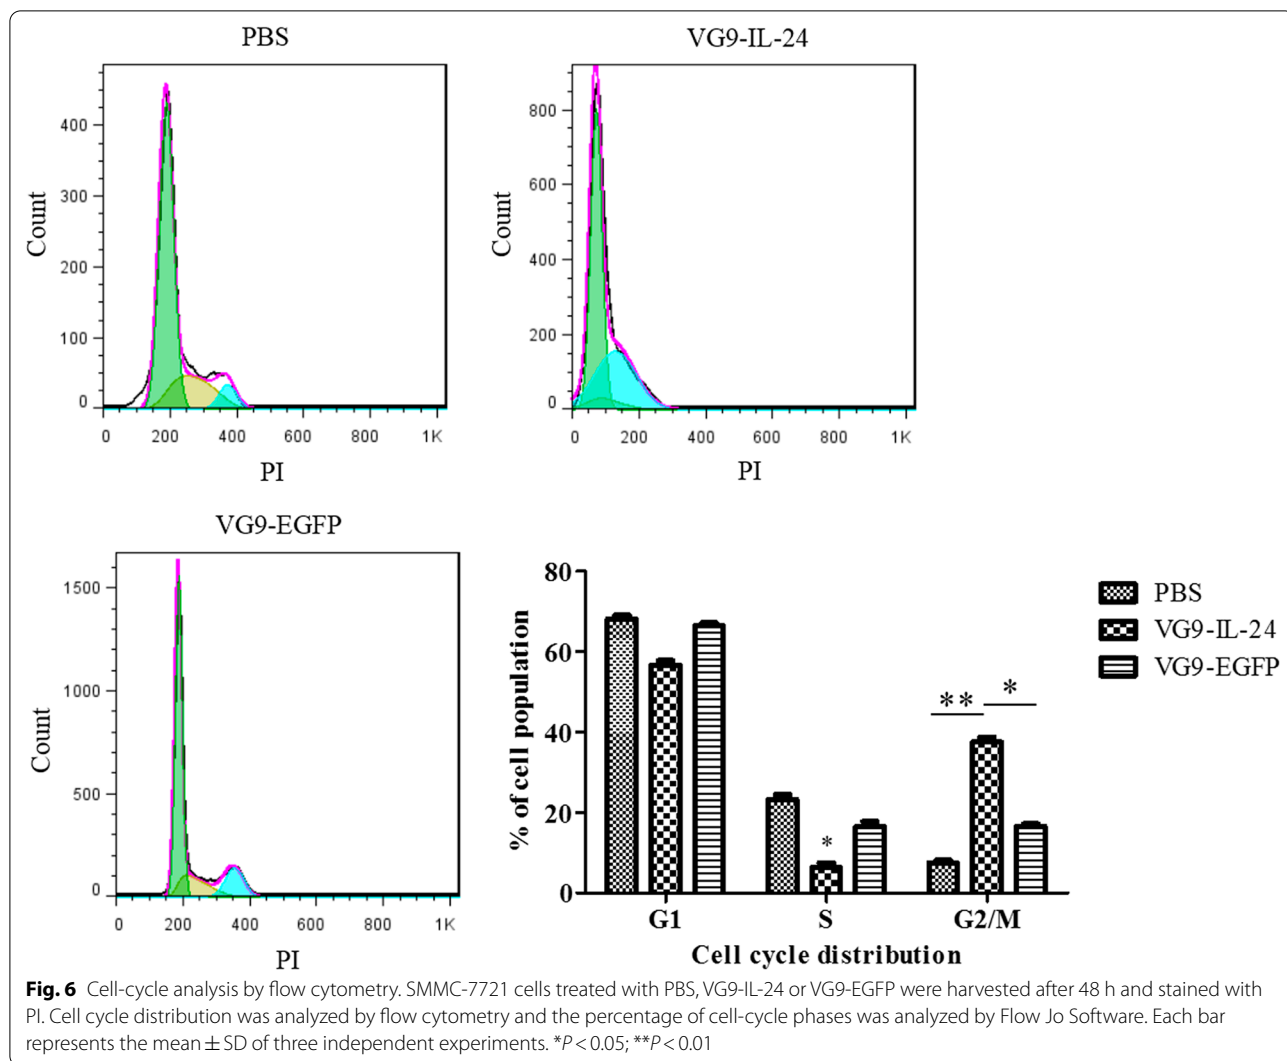 PBS
400
300
200
100
0
Count
0 200 400 600 800 1K
PI
VG9-IL-24
800
600
400
200
0
Count
0 200 400 600 800 1K
PI
VG9-EGFP
1500
1000
500
0
Count
0 200 400 600 800 1K
PI
80
60
40
20
0
% of cell population
*
** *
G1 S G2/M
Cell cycle distribution
PBS
VG9-IL-24
VG9-EGFP
Fig. 6 Cell-cycle analysis by flow cytometry. SMMC-7721 cells treated with PBS, VG9-IL-24 or VG9-EGFP were harvested after 48 h and stained with
PI. Cell cycle distribution was analyzed by flow cytometry and the percentage of cell-cycle phases was analyzed by Flow Jo Software. Each bar
represents the mean ± SD of three independent experiments. *P < 0.05; **P < 0.01